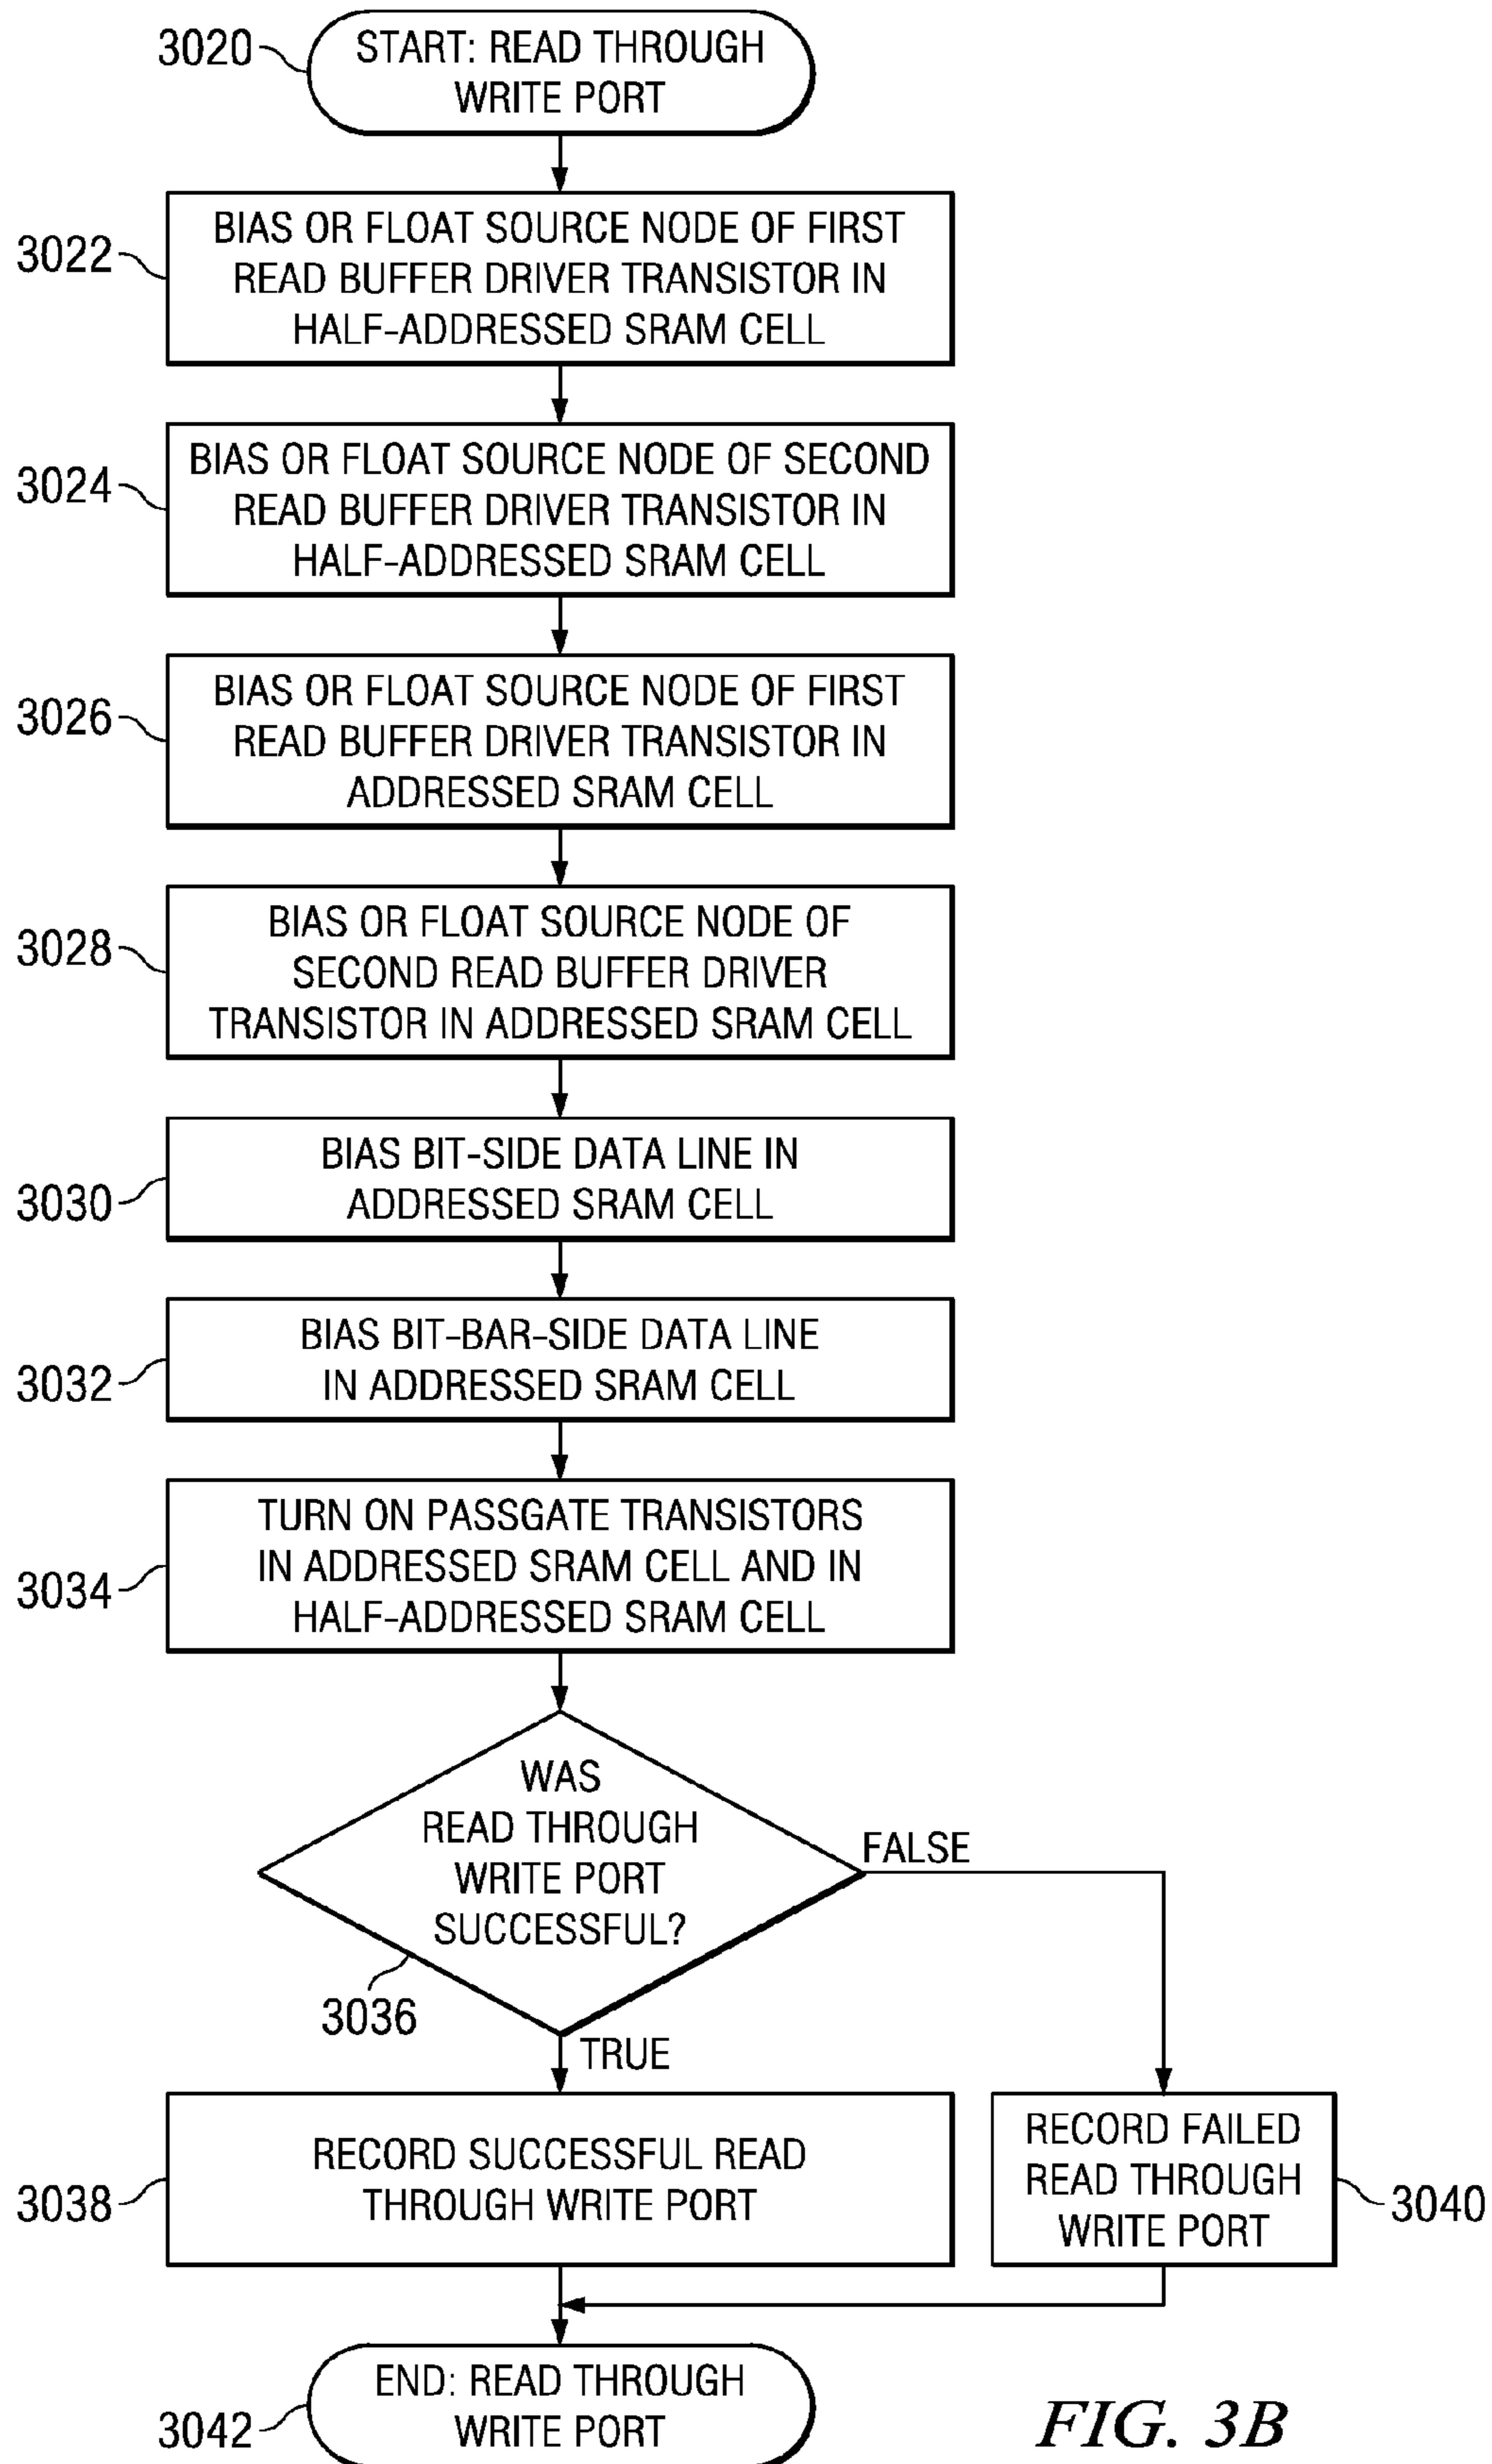 3020
START: READ THROUGH
WRITE PORT
3022
BIAS OR FLOAT SOURCE NODE OF FIRST
READ BUFFER DRIVER TRANSISTOR IN
HALF-ADDRESSED SRAM CELL
3024
BIAS OR FLOAT SOURCE NODE OF SECOND
READ BUFFER DRIVER TRANSISTOR IN
HALF-ADDRESSED SRAM CELL
3026
BIAS OR FLOAT SOURCE NODE OF FIRST
READ BUFFER DRIVER TRANSISTOR IN
ADDRESSED SRAM CELL
3028
BIAS OR FLOAT SOURCE NODE OF
SECOND READ BUFFER DRIVER
TRANSISTOR IN ADDRESSED SRAM CELL
3030
BIAS BIT-SIDE DATA LINE IN
ADDRESSED SRAM CELL
3032
BIAS BIT-BAR-SIDE DATA LINE
IN ADDRESSED SRAM CELL
3034
TURN ON PASSGATE TRANSISTORS
IN ADDRESSED SRAM CELL AND IN
HALF-ADDRESSED SRAM CELL
WAS
READ THROUGH
WRITE PORT
SUCCESSFUL?
FALSE
3036
TRUE
3038
RECORD SUCCESSFUL READ
THROUGH WRITE PORT
RECORD FAILED
READ THROUGH
WRITE PORT
3040
3042
END: READ THROUGH
WRITE PORT
FIG. 3B